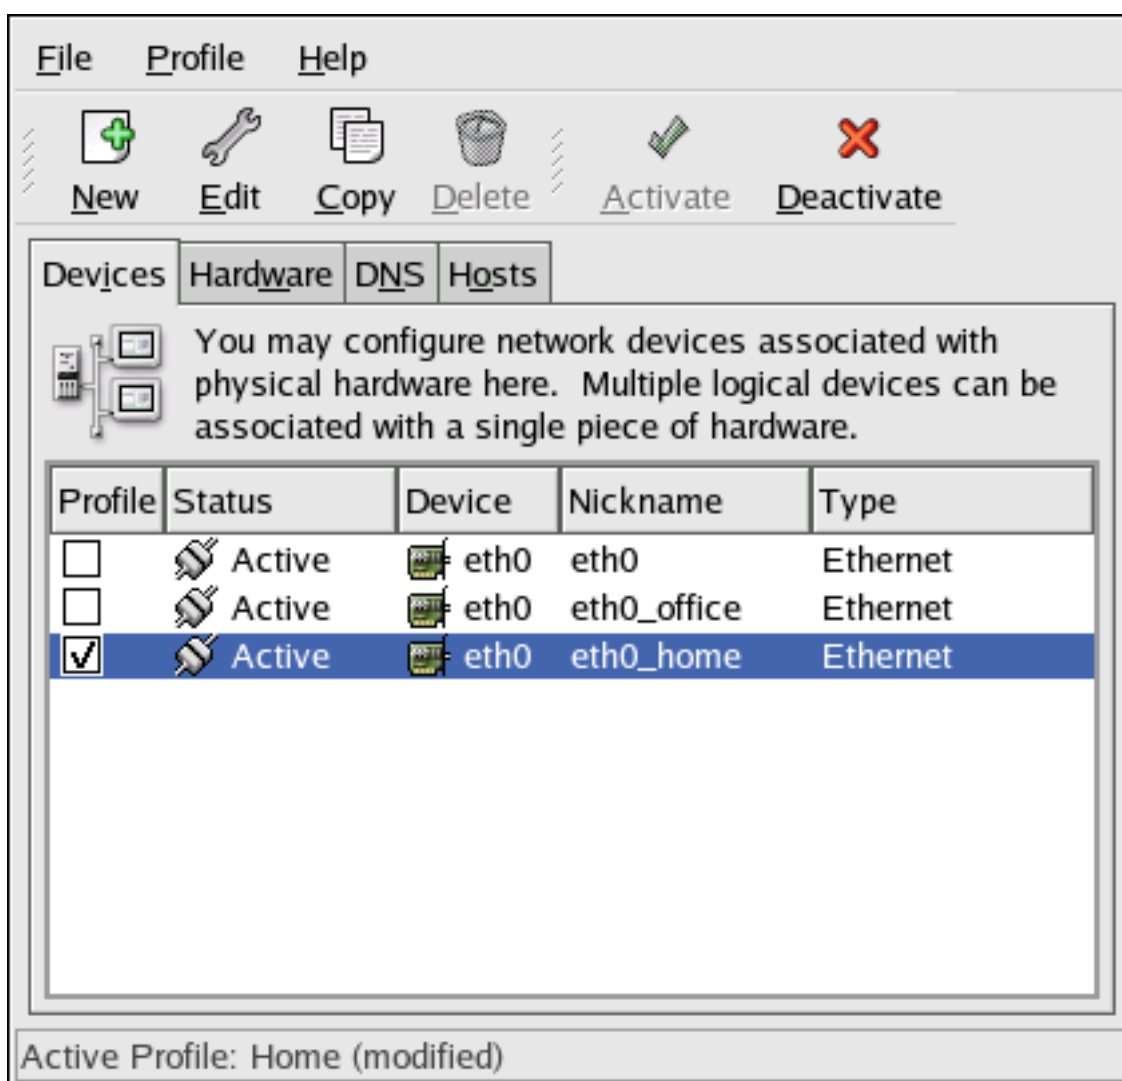 File Profile Help
New Edit Copy Delete Activate Deactivate
Devices Hardware DNS Hosts
You may configure network devices associated with
physical hardware here. Multiple logical devices can be
associated with a single piece of hardware.
Profile Status Device Nickname Type
Active eth0 eth0 Ethernet
Active eth0 eth0_office Ethernet
Active eth0 eth0_home Ethernet
Active Profile: Home (modified)